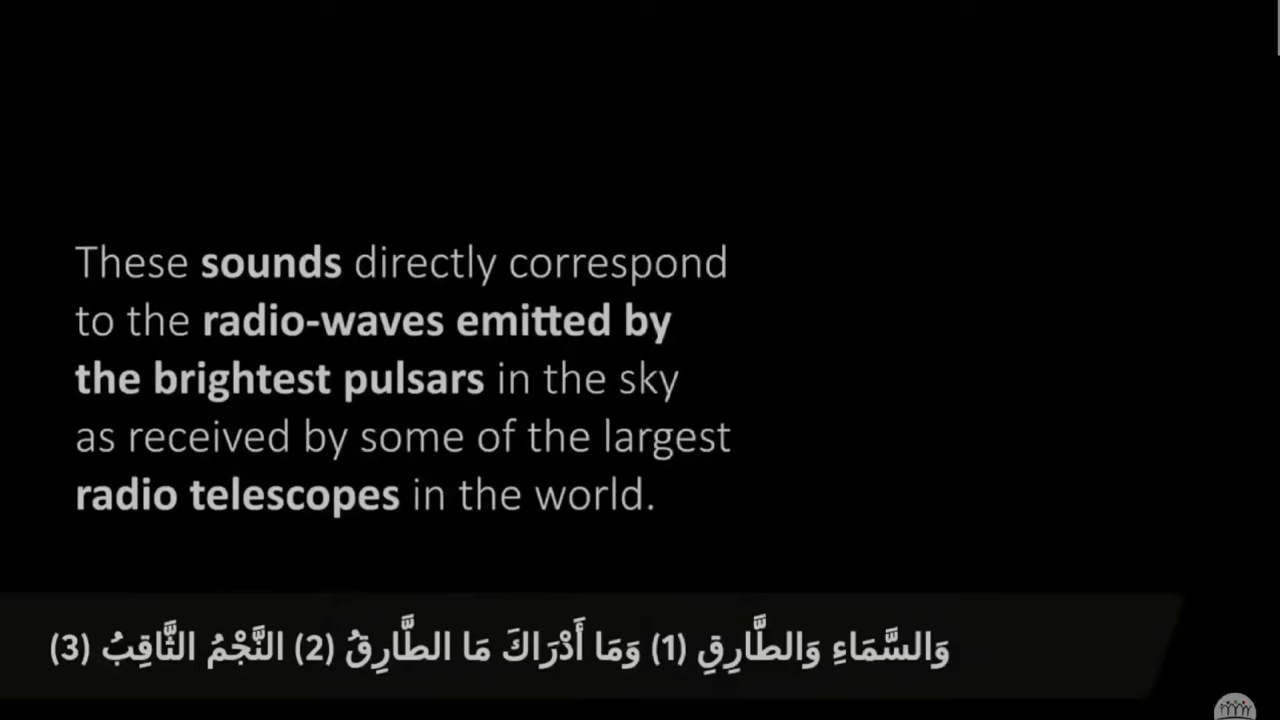 These sounds directly correspond
to the radio-waves emitted by
the brightest pulsars in the sky
as received by some of the largest
radio telescopes in the world.
وَالسَّمَاءِ وَالطَّارِقِ (1) وَمَا أَدْرَاكَ مَا الطَّارِقُ (2) النَّجْمُ الثَّاقِبُ (3)